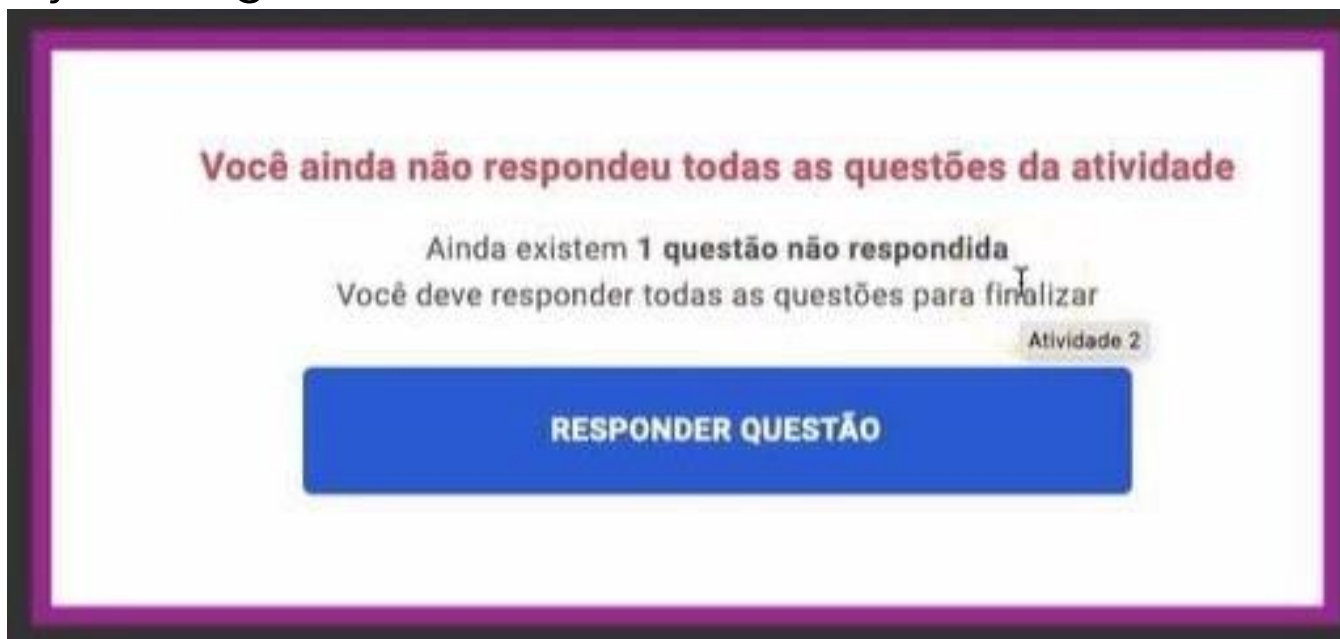 Você ainda não respondeu todas as questões da atividade
Ainda existem 1 questão não respondida
Você deve responder todas as questões para finalizar
Atividade 2
RESPONDER QUESTÃO